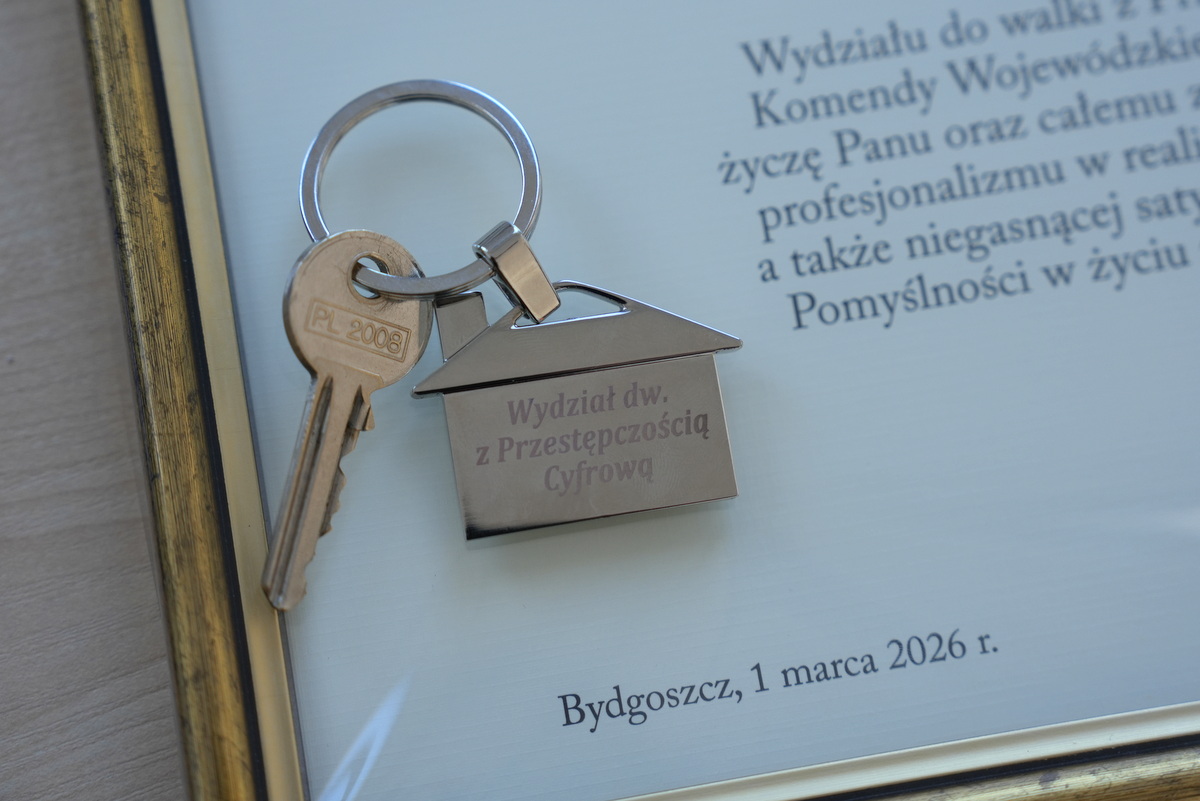 Wydziału do walki z
Komendy Wojewódzkie
życzę Panu oraz całemu z
profesjonalizmu w reali
a także niegasnącej saty
Pomyślności w życiu
PL 2008
Wydział dw.
z Przestępczością
Cyfrową
Bydgoszcz, 1 marca 2026 r.